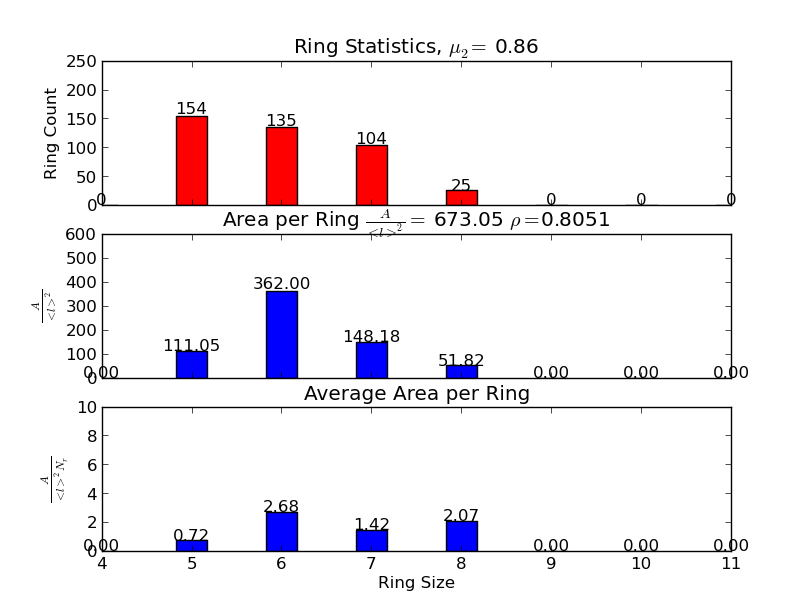 Ring Statistics, μ₂ = 0.86
250
200
150
100
50
0
Ring Count
0 154 135 104 25 0 0 0
Area per Ring A/<l>² = 673.05 ρ=0.8051
600
500
400
300
200
100
0
A/<l>²
0.00 111.05 362.00 148.18 51.82 0.00 0.00 0.00
Average Area per Ring
10
8
6
4
2
0
A/<l>²Nᵣ
0.00 0.72 2.68 1.42 2.07 0.00 0.00 0.00
4 5 6 7 8 9 10 11
Ring Size